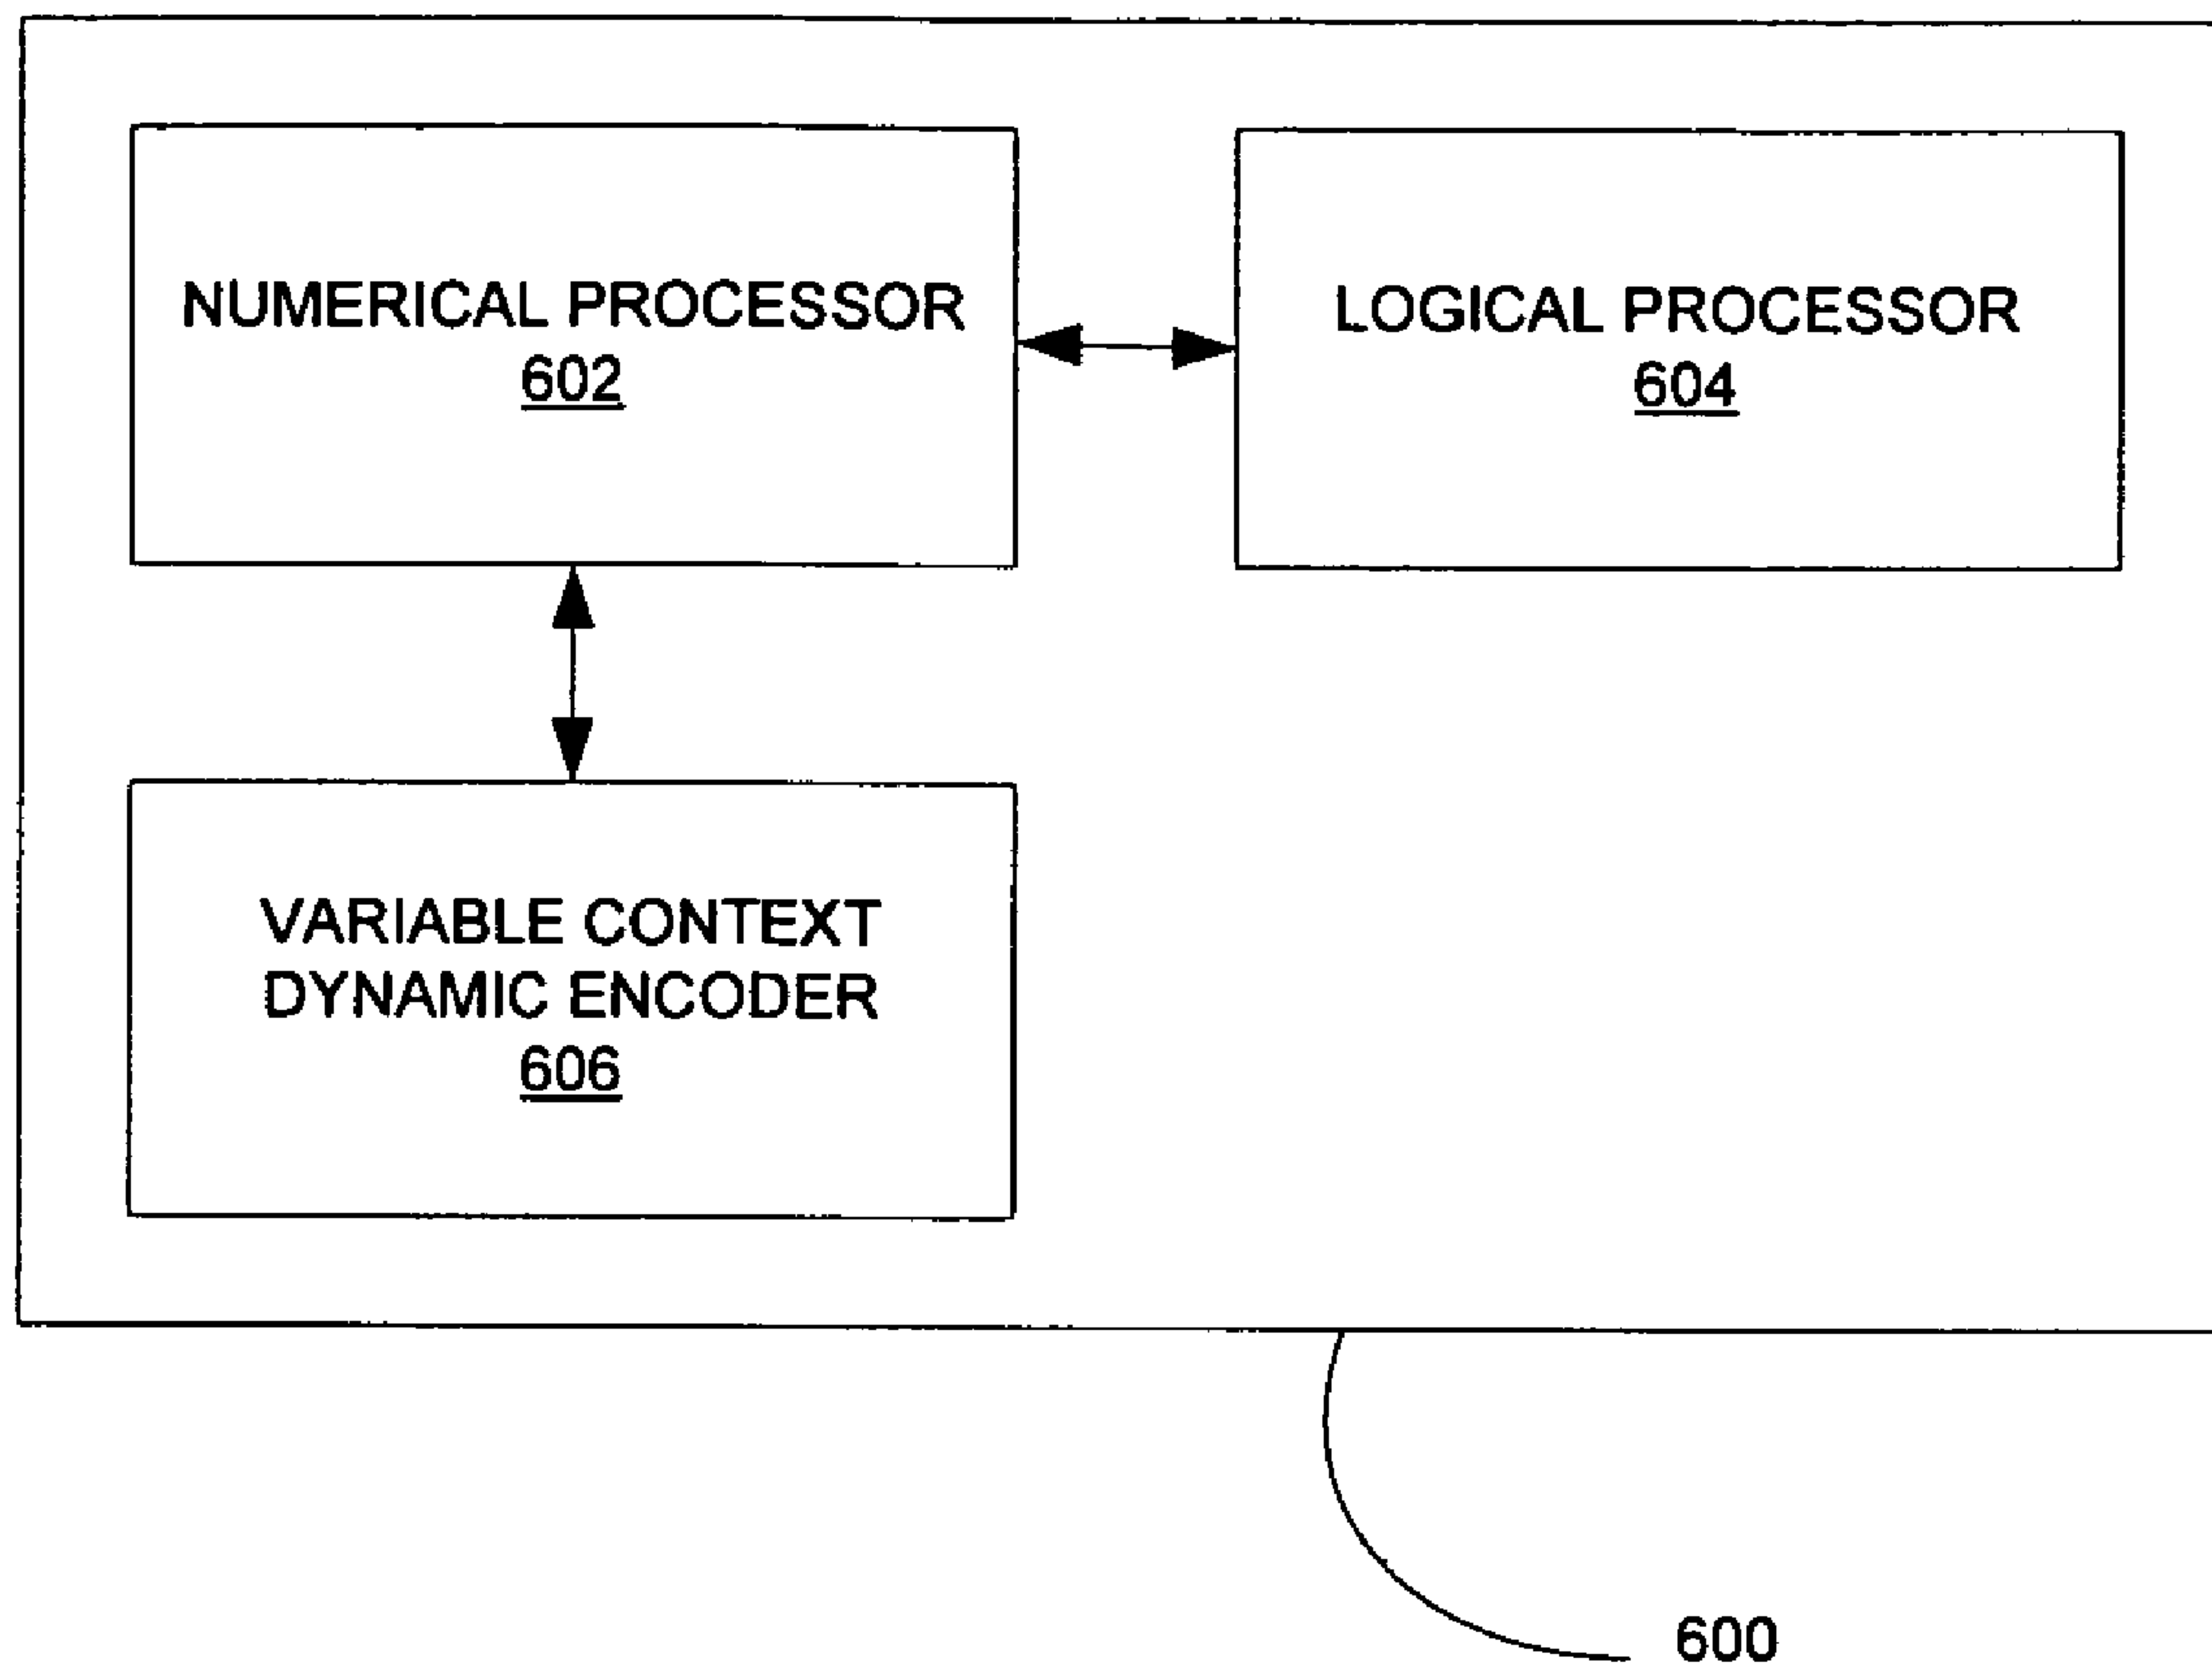 NUMERICAL PROCESSOR
602
LOGICAL PROCESSOR
604
VARIABLE CONTEXT
DYNAMIC ENCODER
606
600